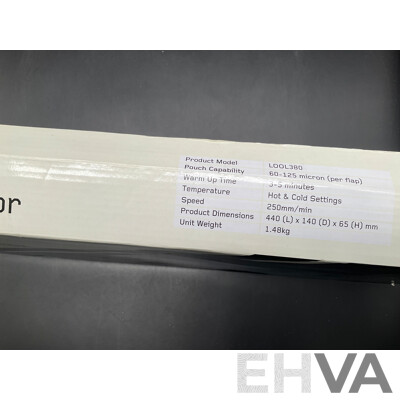 or
Product Model LOOL380
Pouch Capability 60-125 micron (per flap)
Warm Up Time 3-5 minutes
Temperature Hot & Cold Settings
Speed 250mm/min
Product Dimensions 440 (L) x 140 (D) x 65 (H) mm
Unit Weight 1.48kg
EHVA